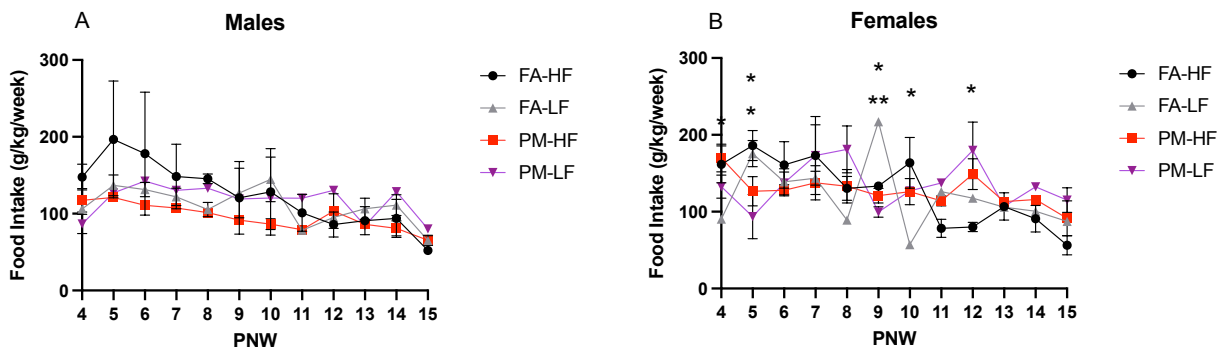 A
Males
Food Intake (g/kg/week)
300
200
100
0
4 5 6 7 8 9 10 11 12 13 14 15
PNW
FA-HF
FA-LF
PM-HF
PM-LF
B
Females
Food Intake (g/kg/week)
300
200
100
0
*
*
*
*
**
*
*
4 5 6 7 8 9 10 11 12 13 14 15
PNW
FA-HF
FA-LF
PM-HF
PM-LF